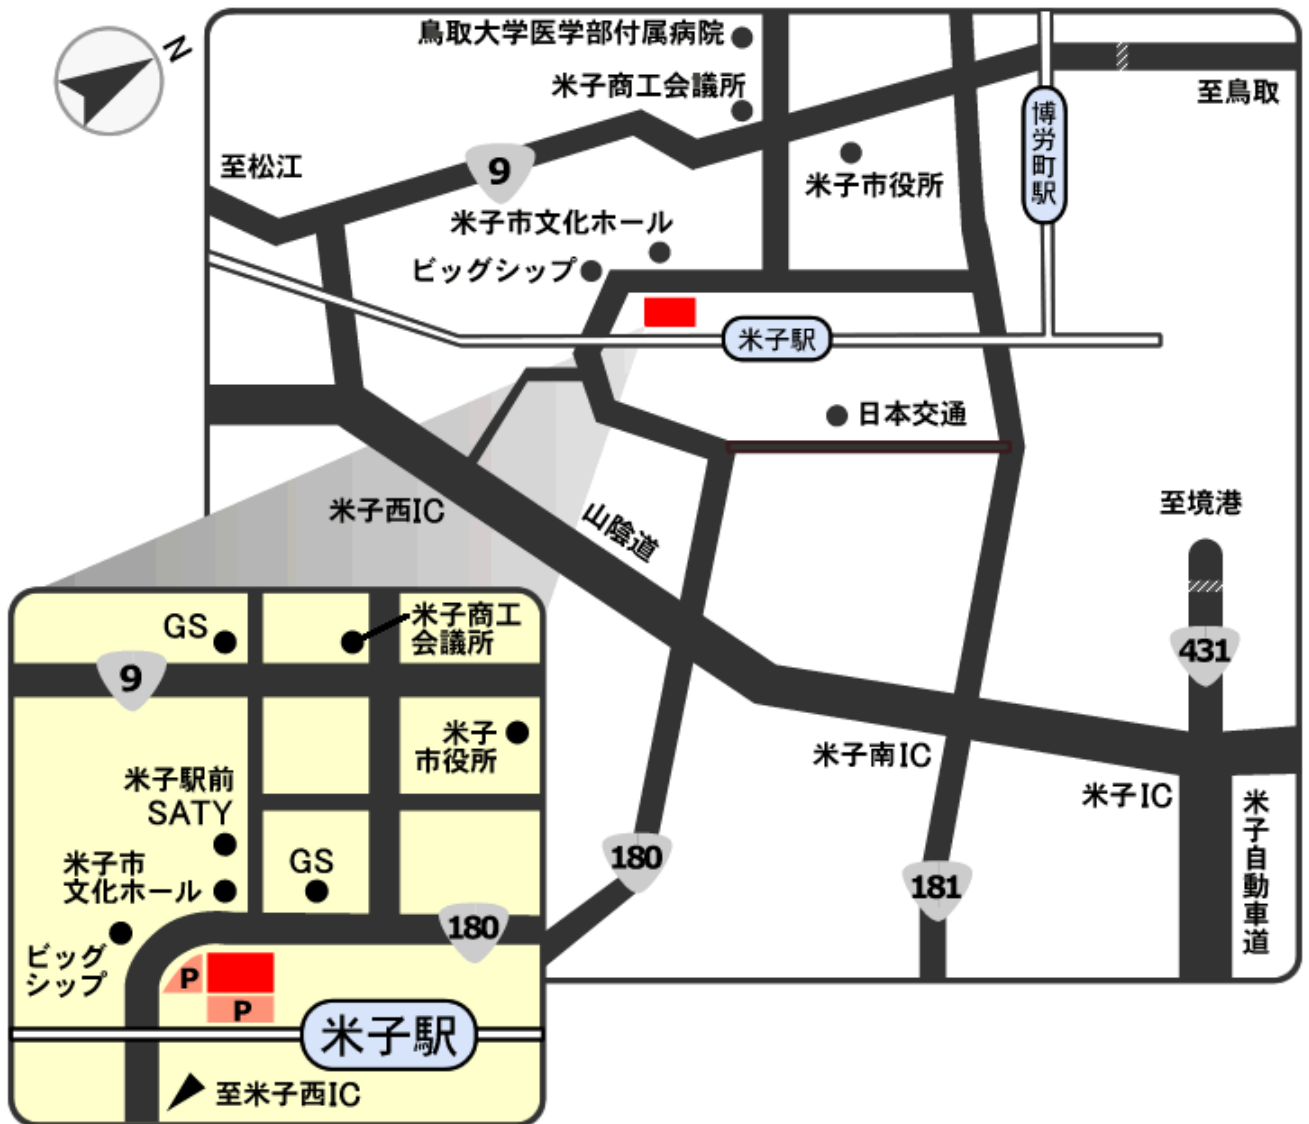 N
鳥取大学医学部付属病院
米子商工会議所
至鳥取
博労町駅
至松江
9
米子市役所
米子市文化ホール
ビッグシップ
米子駅
日本交通
米子西IC
山陰道
至境港
431
米子南IC
米子IC
米子自動車道
180
181
GS
米子商工
会議所
9
米子
市役所
米子駅前
SATY
米子市
文化ホール
GS
180
ビッグ
シップ
P
P
米子駅
至米子西IC